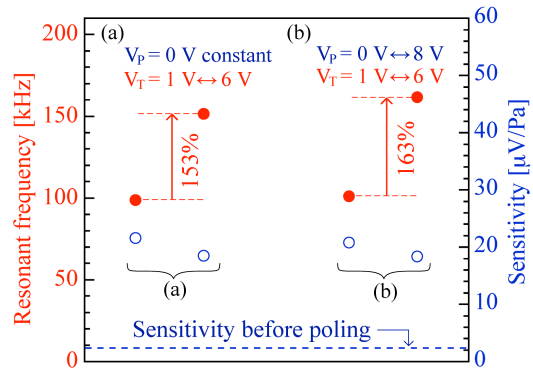 (a)
V_P = 0 V constant
V_T = 1 V↔6 V
(b)
V_P = 0 V↔8 V
V_T = 1 V↔6 V
153%
163%
(a)
(b)
Sensitivity before poling
Resonant frequency [kHz]
200
150
100
50
0
Sensitivity [µV/Pa]
60
50
40
30
20
10
0